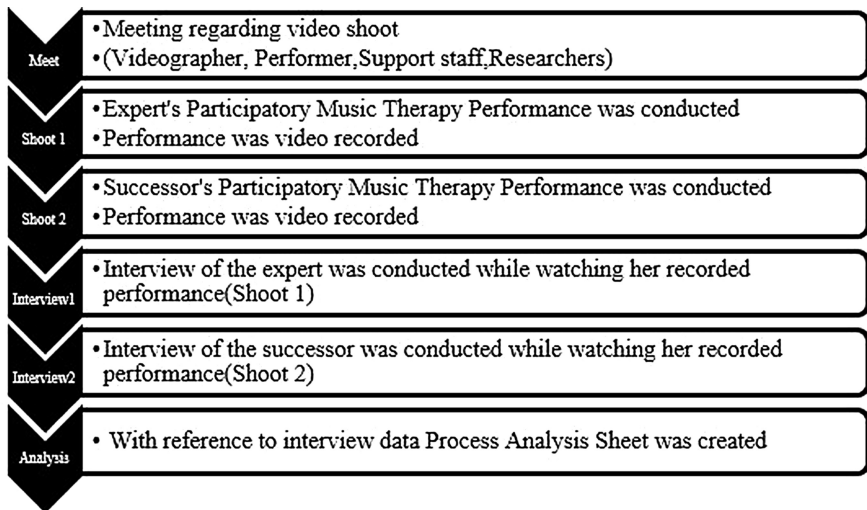 Meet
•Meeting regarding video shoot
•(Videographer, Performer,Support staff,Researchers)
Shoot 1
•Expert's Participatory Music Therapy Performance was conducted
•Performance was video recorded
Shoot 2
•Successor's Participatory Music Therapy Performance was conducted
•Performance was video recorded
Interview1
•Interview of the expert was conducted while watching her recorded
performance(Shoot 1)
Interview2
•Interview of the successor was conducted while watching her recorded
performance(Shoot 2)
Analysis
• With reference to interview data Process Analysis Sheet was created